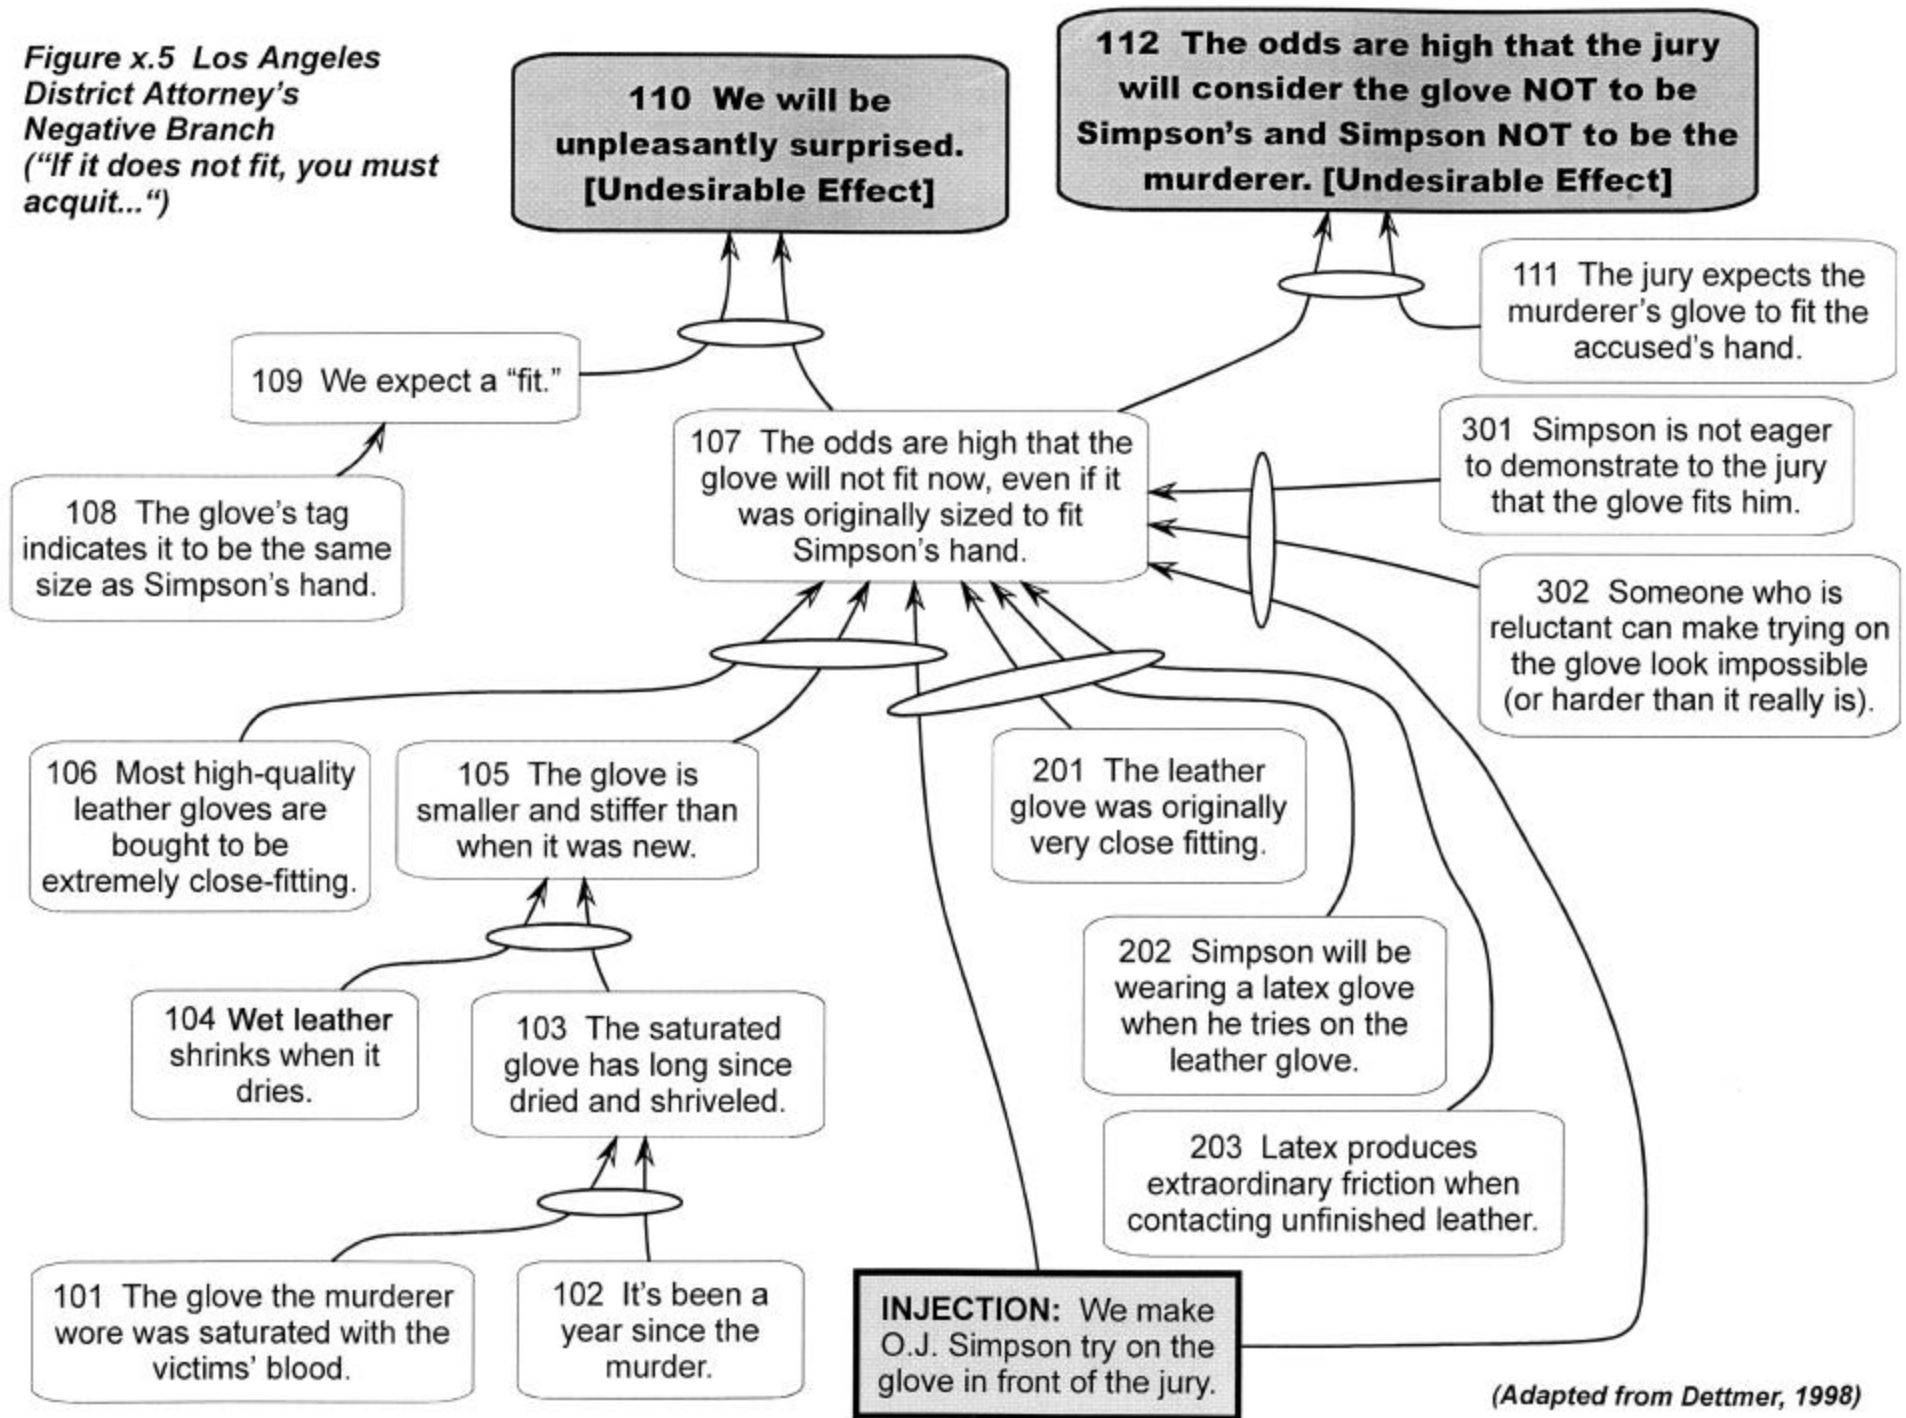 Figure x.5 Los Angeles
District Attorney's
Negative Branch
("If it does not fit, you must
acquit...“)
110 We will be
unpleasantly surprised.
[Undesirable Effect]
112 The odds are high that the jury
will consider the glove NOT to be
Simpson's and Simpson NOT to be the
murderer. [Undesirable Effect]
111 The jury expects the
murderer's glove to fit the
accused's hand.
109 We expect a “fit.”
107 The odds are high that the
glove will not fit now, even if it
was originally sized to fit
Simpson's hand.
301 Simpson is not eager
to demonstrate to the jury
that the glove fits him.
108 The glove's tag
indicates it to be the same
size as Simpson's hand.
302 Someone who is
reluctant can make trying on
the glove look impossible
(or harder than it really is).
106 Most high-quality
leather gloves are
bought to be
extremely close-fitting.
105 The glove is
smaller and stiffer than
when it was new.
201 The leather
glove was originally
very close fitting.
202 Simpson will be
wearing a latex glove
when he tries on the
leather glove.
104 Wet leather
shrinks when it
dries.
103 The saturated
glove has long since
dried and shriveled.
203 Latex produces
extraordinary friction when
contacting unfinished leather.
101 The glove the murderer
wore was saturated with the
victims' blood.
102 It's been a
year since the
murder.
INJECTION: We make
O.J. Simpson try on the
glove in front of the jury.
(Adapted from Dettmer, 1998)